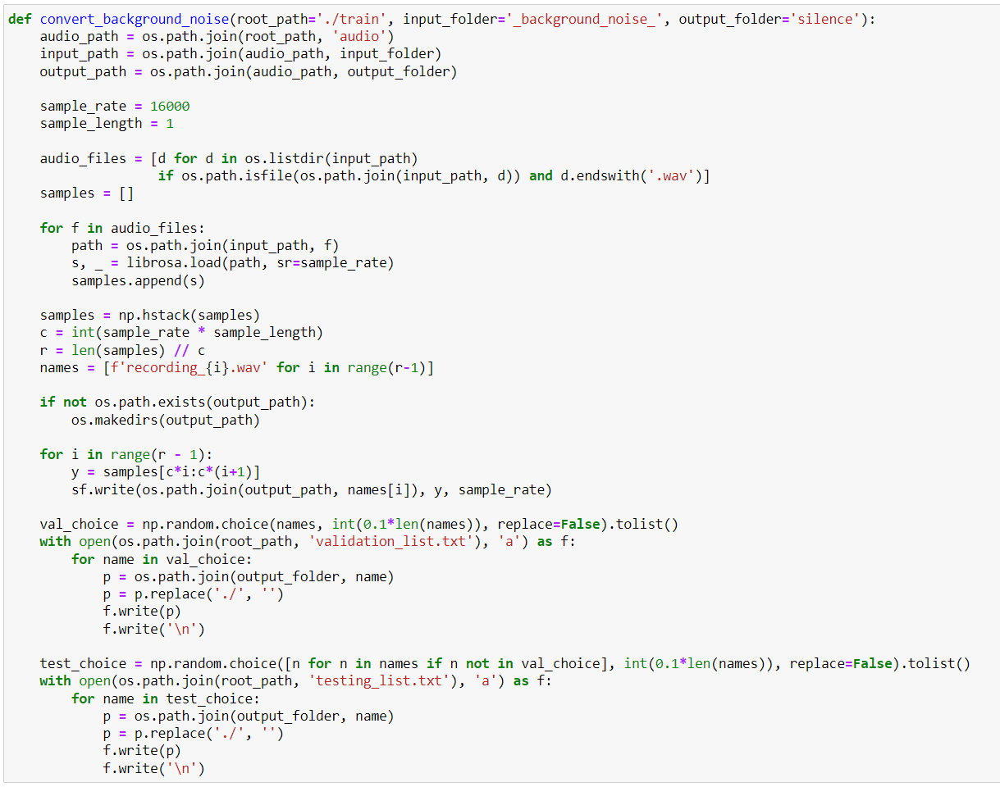 def convert_background_noise(root_path='./train', input_folder='_background_noise_', output_folder='silence'):
    audio_path = os.path.join(root_path, 'audio')
    input_path = os.path.join(audio_path, input_folder)
    output_path = os.path.join(audio_path, output_folder)

    sample_rate = 16000
    sample_length = 1

    audio_files = [d for d in os.listdir(input_path)
                   if os.path.isfile(os.path.join(input_path, d)) and d.endswith('.wav')]
    samples = []

    for f in audio_files:
        path = os.path.join(input_path, f)
        s, _ = librosa.load(path, sr=sample_rate)
        samples.append(s)

    samples = np.hstack(samples)
    c = int(sample_rate * sample_length)
    r = len(samples) // c
    names = [f'recording_{i}.wav' for i in range(r-1)]

    if not os.path.exists(output_path):
        os.makedirs(output_path)

    for i in range(r - 1):
        y = samples[c*i:c*(i+1)]
        sf.write(os.path.join(output_path, names[i]), y, sample_rate)

    val_choice = np.random.choice(names, int(0.1*len(names)), replace=False).tolist()
    with open(os.path.join(root_path, 'validation_list.txt'), 'a') as f:
        for name in val_choice:
            p = os.path.join(output_folder, name)
            p = p.replace('./', '')
            f.write(p)
            f.write('\n')

    test_choice = np.random.choice([n for n in names if n not in val_choice], int(0.1*len(names)), replace=False).tolist()
    with open(os.path.join(root_path, 'testing_list.txt'), 'a') as f:
        for name in test_choice:
            p = os.path.join(output_folder, name)
            p = p.replace('./', '')
            f.write(p)
            f.write('\n')